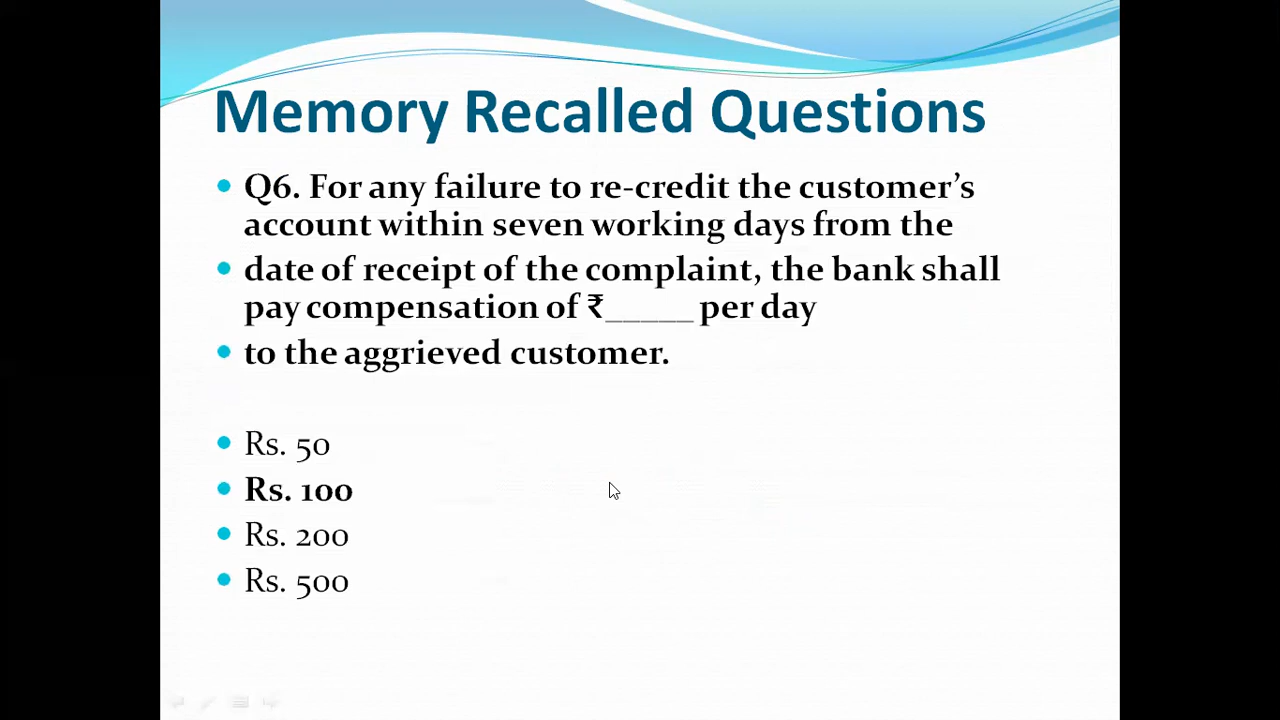 Memory Recalled Questions
• Q6. For any failure to re-credit the customer’s
account within seven working days from the
• date of receipt of the complaint, the bank shall
pay compensation of ₹_____ per day
• to the aggrieved customer.
• Rs. 50
• Rs. 100
• Rs. 200
• Rs. 500